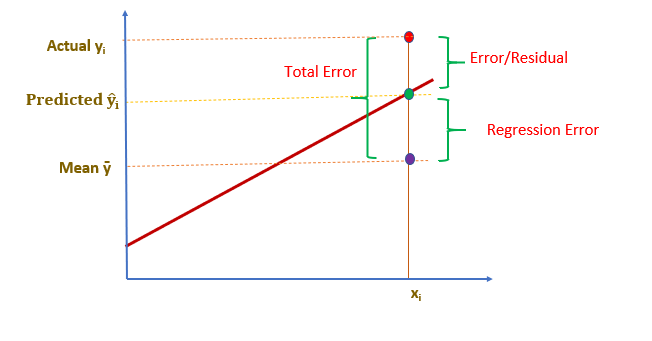 Actual yᵢ
Error/Residual
Total Error
Predicted ŷᵢ
Regression Error
Mean ȳ
xᵢ